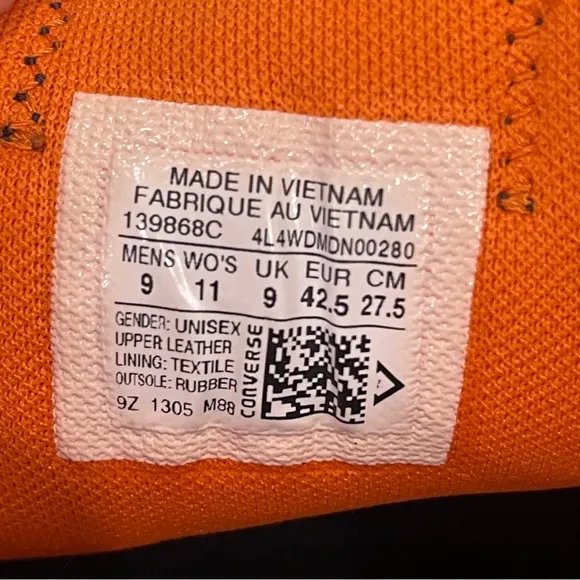 MADE IN VIETNAM
FABRIQUE AU VIETNAM
139868C 4L4WDMDN00280
MENS WO'S UK EUR CM
9 11 9 42.5 27.5
GENDER: UNISEX
UPPER LEATHER
LINING: TEXTILE
OUTSOLE: RUBBER
9Z 1305 M88
CONVERSE